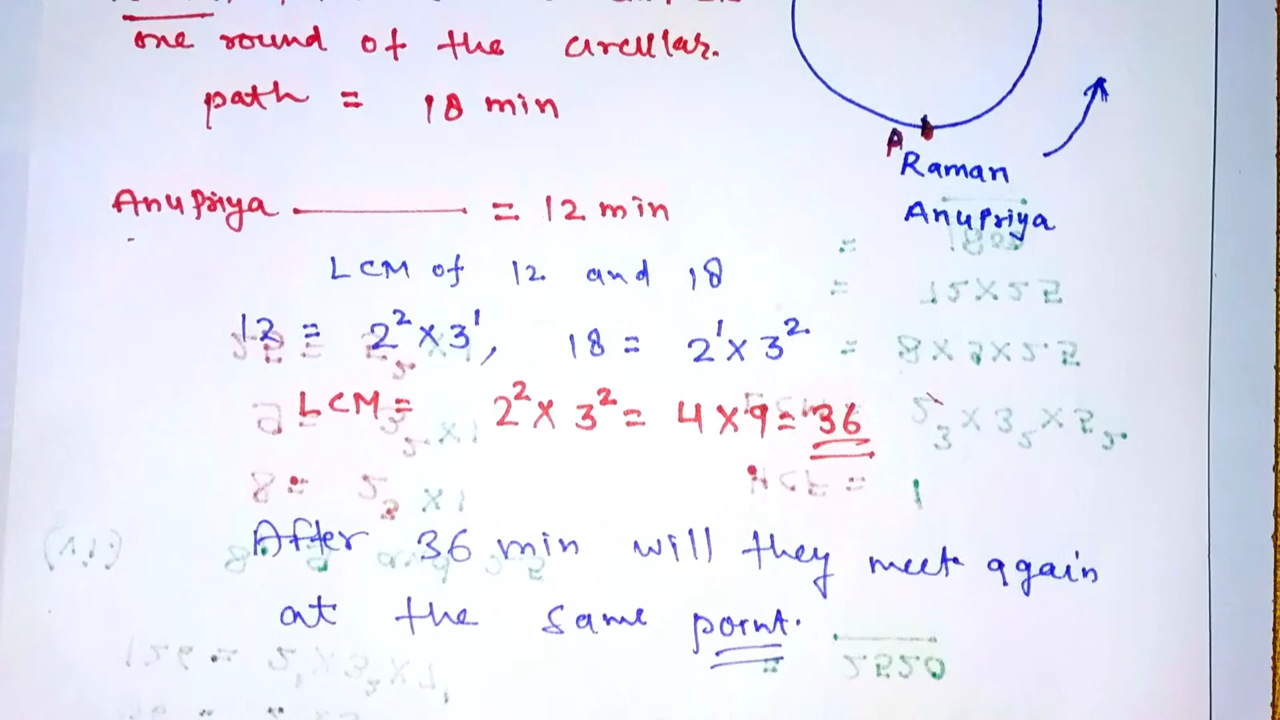 one round of the circular.
path = 18 min
A
Raman
Anupriya
Anupriya = 12 min
LCM of 12 and 18
12 = 2² × 3¹, 18 = 2¹ × 3²
LCM = 2² × 3² = 4 × 9 = 36
After 36 min will they meet again
at the same point.